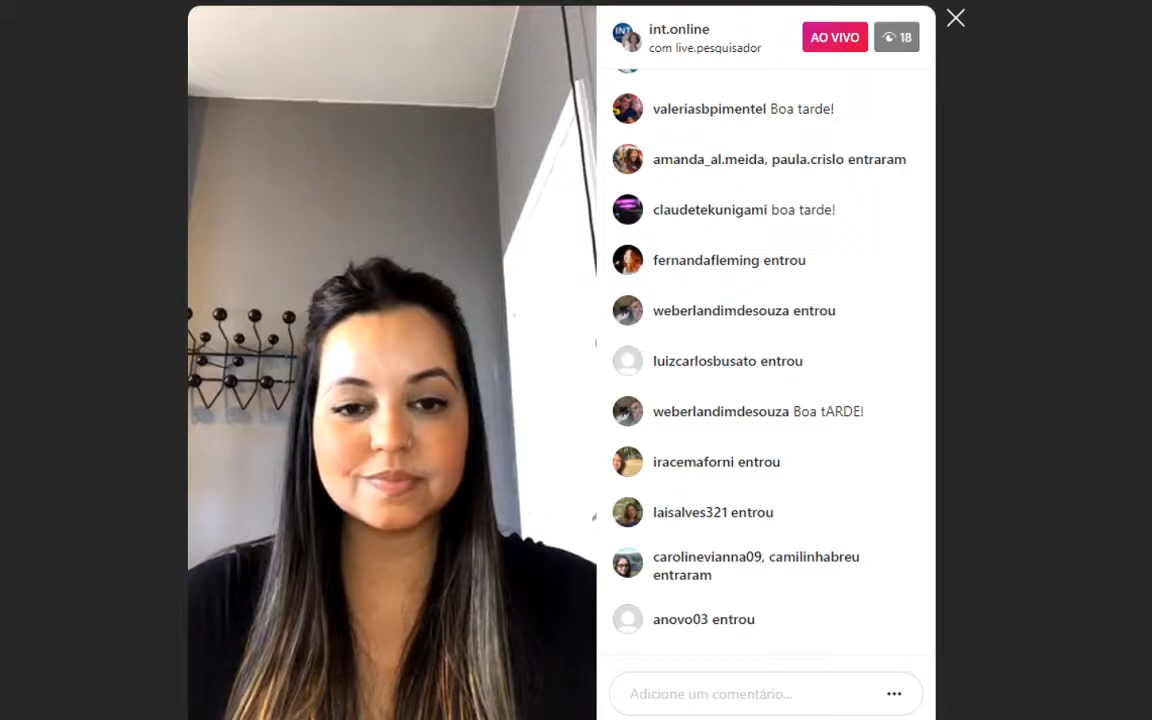 INT
int.online
com live.pesquisador
AO VIVO
18
valeriasbpimentel Boa tarde!
amanda_al.meida, paula.crislo entraram
claudetekunigami boa tarde!
fernandafleming entrou
weberlandimdesouza entrou
luizcarlosbusato entrou
weberlandimdesouza Boa tARDE!
iracemaforni entrou
laisalves321 entrou
carolinevianna09, camilinhabreu
entraram
anovo03 entrou
Adicione um comentário...